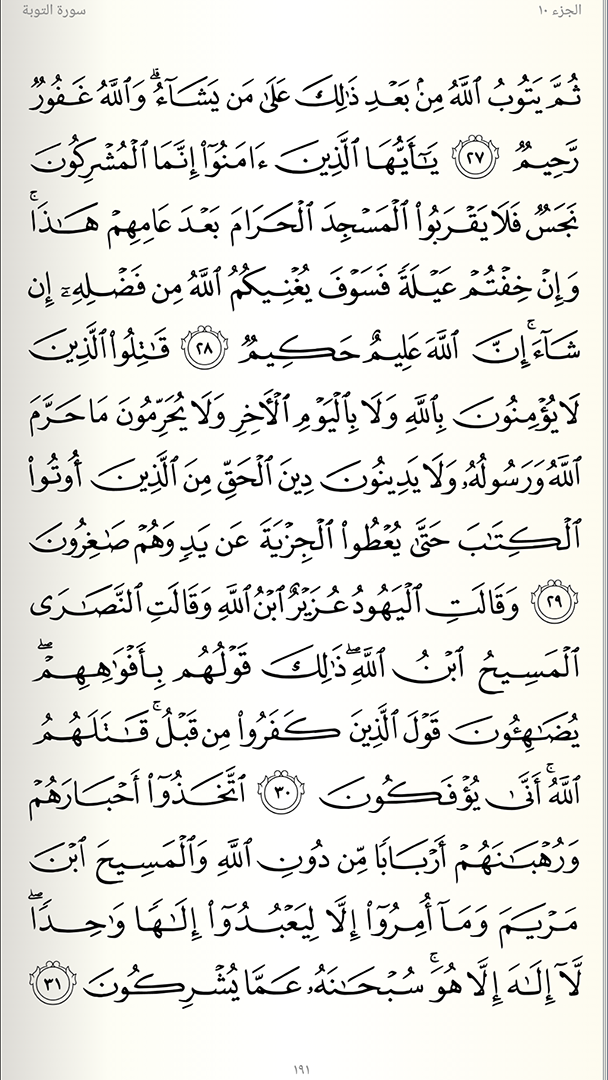 الجزء ١٠
سورة التوبة
ثُمَّ يَتُوبُ ٱللَّهُ مِنۢ بَعۡدِ ذَٰلِكَ عَلَىٰ مَن يَشَآءُۗ وَٱللَّهُ غَفُورٞ
رَّحِيمٞ ٢٧ يَٰٓأَيُّهَا ٱلَّذِينَ ءَامَنُوٓاْ إِنَّمَا ٱلۡمُشۡرِكُونَ
نَجَسٞ فَلَا يَقۡرَبُواْ ٱلۡمَسۡجِدَ ٱلۡحَرَامَ بَعۡدَ عَامِهِمۡ هَٰذَاۚ
وَإِنۡ خِفۡتُمۡ عَيۡلَةٗ فَسَوۡفَ يُغۡنِيكُمُ ٱللَّهُ مِن فَضۡلِهِۦٓ إِن
شَآءَۚ إِنَّ ٱللَّهَ عَلِيمٌ حَكِيمٞ ٢٨ قَٰتِلُواْ ٱلَّذِينَ
لَا يُؤۡمِنُونَ بِٱللَّهِ وَلَا بِٱلۡيَوۡمِ ٱلۡأٓخِرِ وَلَا يُحَرِّمُونَ مَا حَرَّمَ
ٱللَّهُ وَرَسُولُهُۥ وَلَا يَدِينُونَ دِينَ ٱلۡحَقِّ مِنَ ٱلَّذِينَ أُوتُواْ
ٱلۡكِتَٰبَ حَتَّىٰ يُعۡطُواْ ٱلۡجِزۡيَةَ عَن يَدٖ وَهُمۡ صَٰغِرُونَ
٢٩ وَقَالَتِ ٱلۡيَهُودُ عُزَيۡرٌ ٱبۡنُ ٱللَّهِ وَقَالَتِ ٱلنَّصَٰرَى
ٱلۡمَسِيحُ ٱبۡنُ ٱللَّهِۖ ذَٰلِكَ قَوۡلُهُم بِأَفۡوَٰهِهِمۡۖ
يُضَٰهِـُٔونَ قَوۡلَ ٱلَّذِينَ كَفَرُواْ مِن قَبۡلُۚ قَٰتَلَهُمُ
ٱللَّهُۖ أَنَّىٰ يُؤۡفَكُونَ ٣٠ ٱتَّخَذُوٓاْ أَحۡبَارَهُمۡ
وَرُهۡبَٰنَهُمۡ أَرۡبَابٗا مِّن دُونِ ٱللَّهِ وَٱلۡمَسِيحَ ٱبۡنَ
مَرۡيَمَ وَمَآ أُمِرُوٓاْ إِلَّا لِيَعۡبُدُوٓاْ إِلَٰهٗا وَٰحِدٗاۖ
لَّآ إِلَٰهَ إِلَّا هُوَۚ سُبۡحَٰنَهُۥ عَمَّا يُشۡرِكُونَ ٣١
١٩١